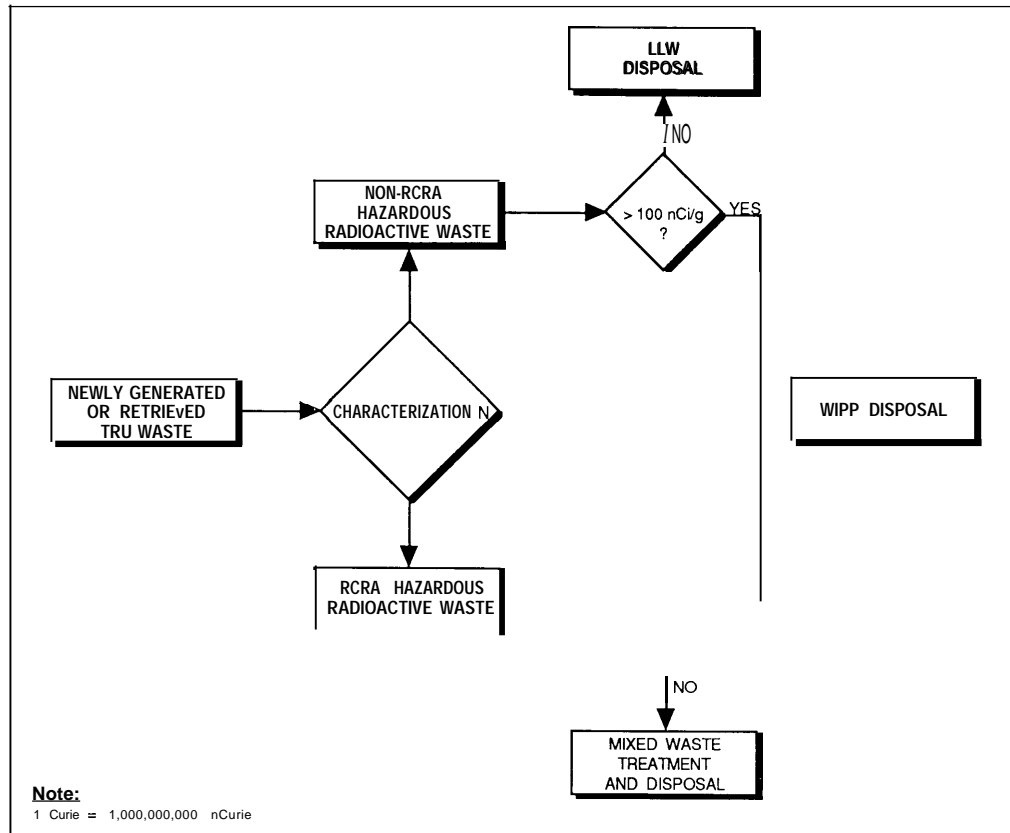 LLW
DISPOSAL
NO
NON-RCRA
HAZARDOUS
RADIOACTIVE WASTE
> 100 nCi/g
?
YES
NEWLY GENERATED
OR RETRIEvED
TRU WASTE
CHARACTERIZATION N
WIPP DISPOSAL
RCRA HAZARDOUS
RADIOACTIVE WASTE
NO
MIXED WASTE
TREATMENT
AND DISPOSAL
Note:
1 Curie = 1,000,000,000 nCurie